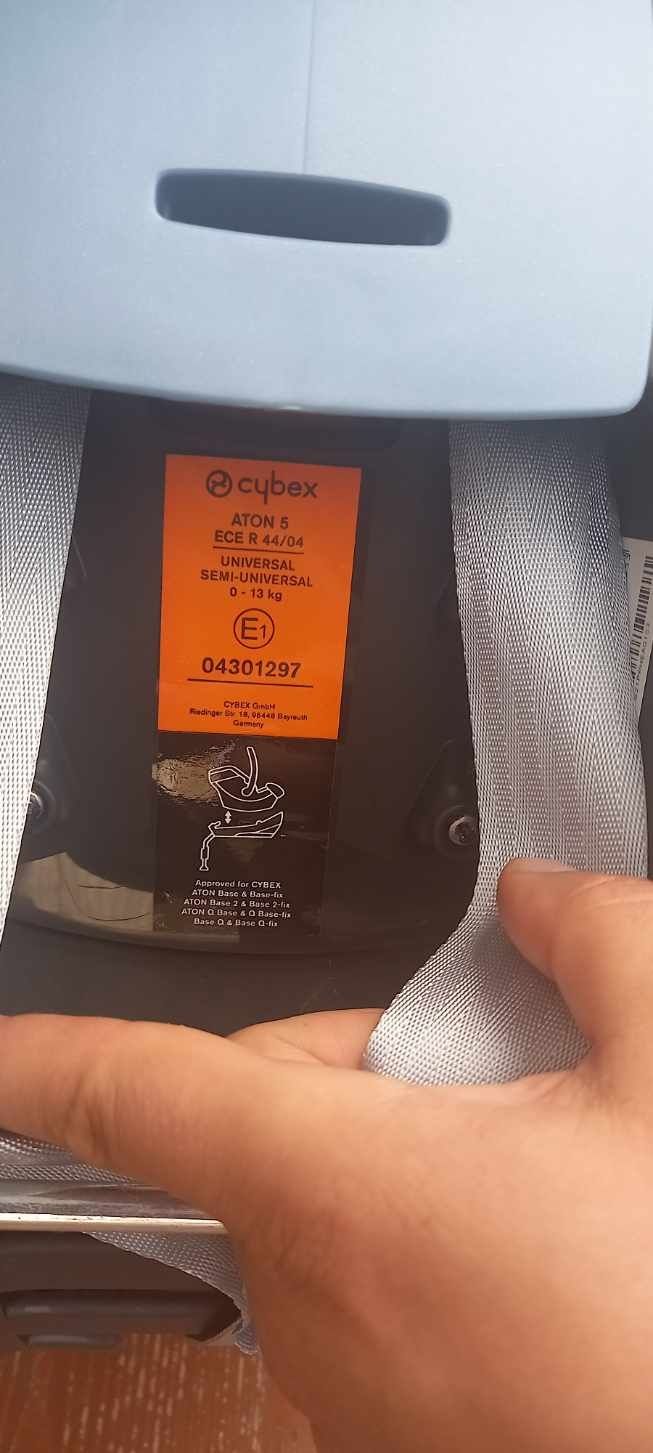 cybex
ATON 5
ECE R 44/04
UNIVERSAL
SEMI-UNIVERSAL
0 - 13 kg
E1
04301297
CYBEX GmbH
Riedinger Str. 18, 95448 Bayreuth
Germany
Approved for CYBEX
ATON Base & Base-fix
ATON Base 2 & Base 2-fix
ATON Q Base & Q Base-fix
Base Q & Base Q-fix